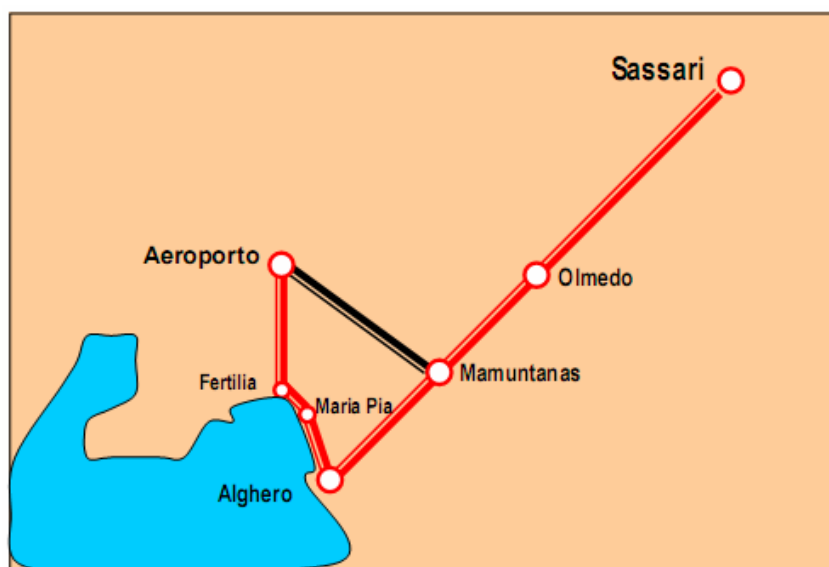 Sassari
Aeroporto
Olmedo
Mamuntanas
Fertilia
Maria Pia
Alghero